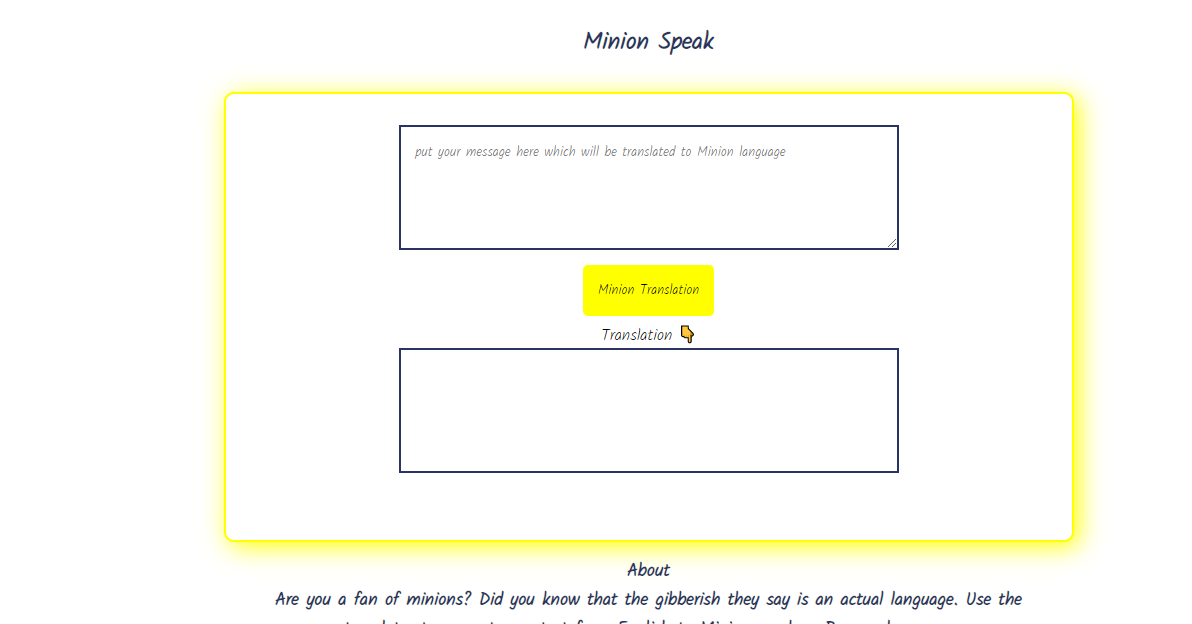 Minion Speak
put your message here which will be translated to Minion language
Minion Translation
Translation 👇
About
Are you a fan of minions? Did you know that the gibberish they say is an actual language. Use the